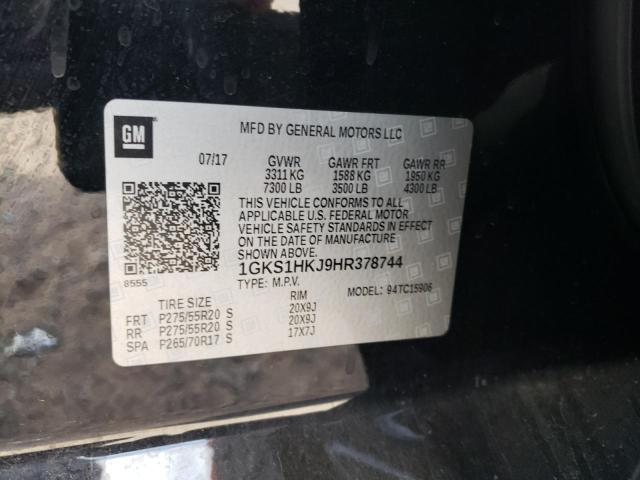 GM
MFD BY GENERAL MOTORS LLC
07/17 GVWR GAWR FRT GAWR RR
3311 KG 1588 KG 1950 KG
7300 LB 3500 LB 4300 LB
THIS VEHICLE CONFORMS TO ALL
APPLICABLE U.S. FEDERAL MOTOR
VEHICLE SAFETY STANDARDS IN EFFECT
ON THE DATE OF MANUFACTURE
SHOWN ABOVE.
1GKS1HKJ9HR378744
8555
TYPE: M.P.V. MODEL: 94TC15906
TIRE SIZE RIM
FRT P275/55R20 S 20X9J
RR P275/55R20 S 20X9J
SPA P265/70R17 S 17X7J